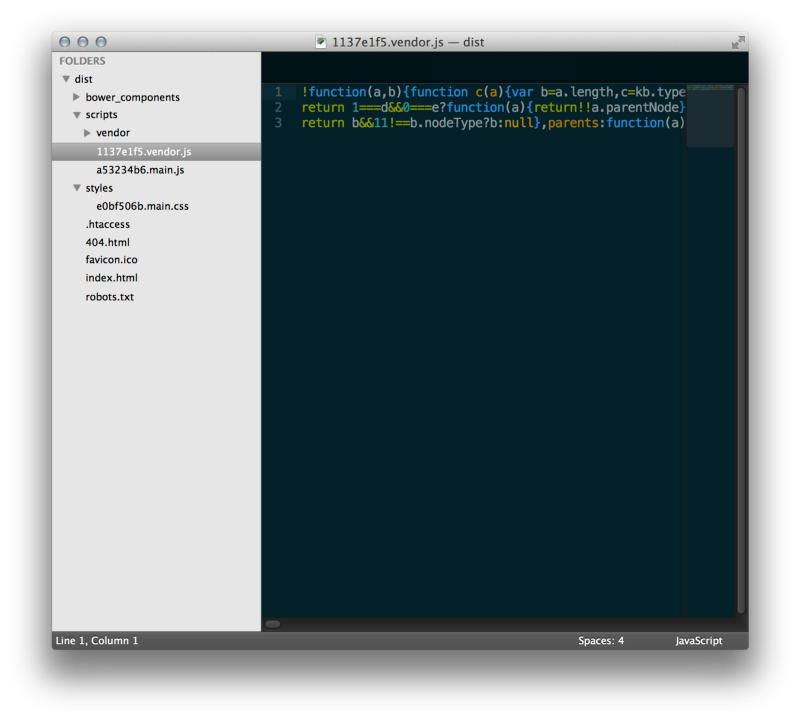 1137e1f5.vendor.js — dist
FOLDERS
dist
bower_components
scripts
vendor
1137e1f5.vendor.js
a53234b6.main.js
styles
e0bf506b.main.css
.htaccess
404.html
favicon.ico
index.html
robots.txt
1 !function(a,b){function c(a){var b=a.length,c=kb.type
2 return 1===d&&0===e?function(a){return!!a.parentNode}
3 return b&&11!==b.nodeType?b:null},parents:function(a)
Line 1, Column 1
Spaces: 4
JavaScript